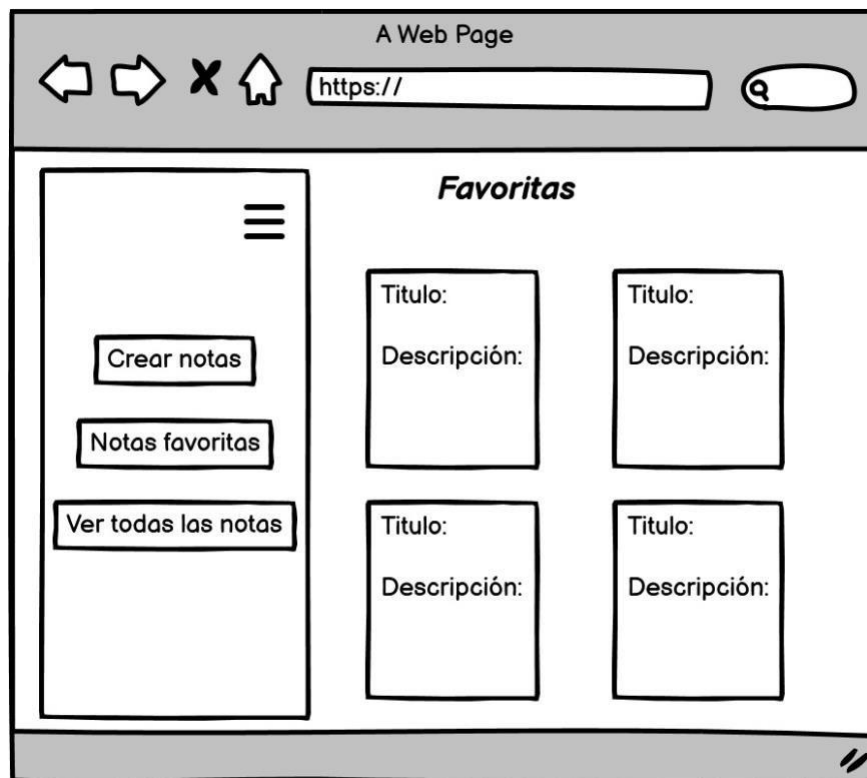 A Web Page
https://
Favoritas
Crear notas
Notas favoritas
Ver todas las notas
Titulo:
Descripción:
Titulo:
Descripción:
Titulo:
Descripción:
Titulo:
Descripción: